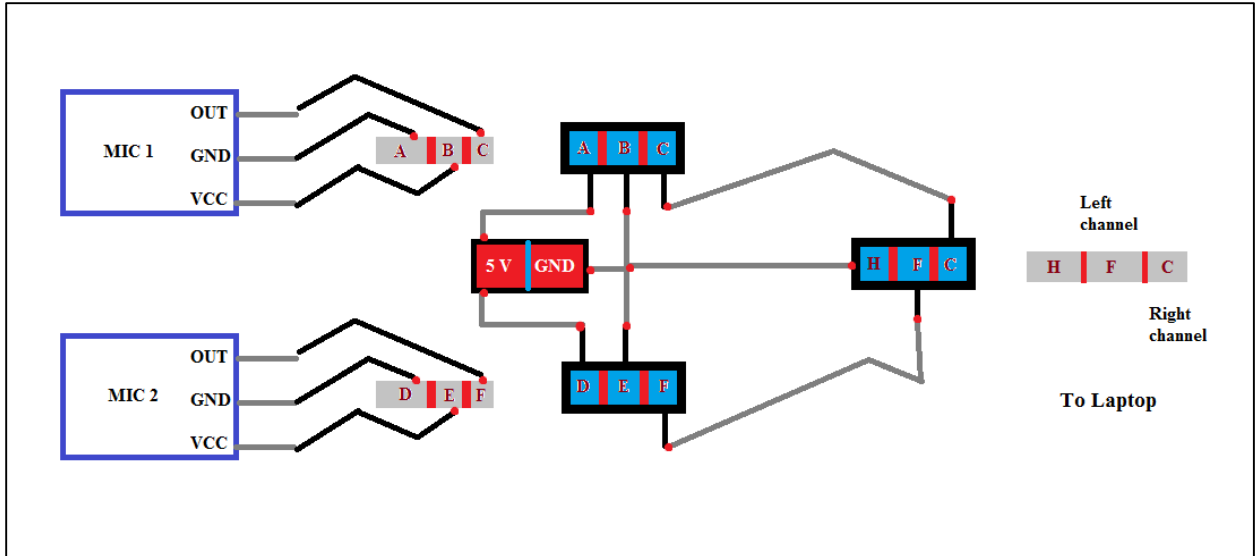 MIC 1
OUT
GND
VCC
A B C
A B C
5 V GND
H F C
Left
channel
H F C
Right
channel
To Laptop
MIC 2
OUT
GND
VCC
D E F
D E F